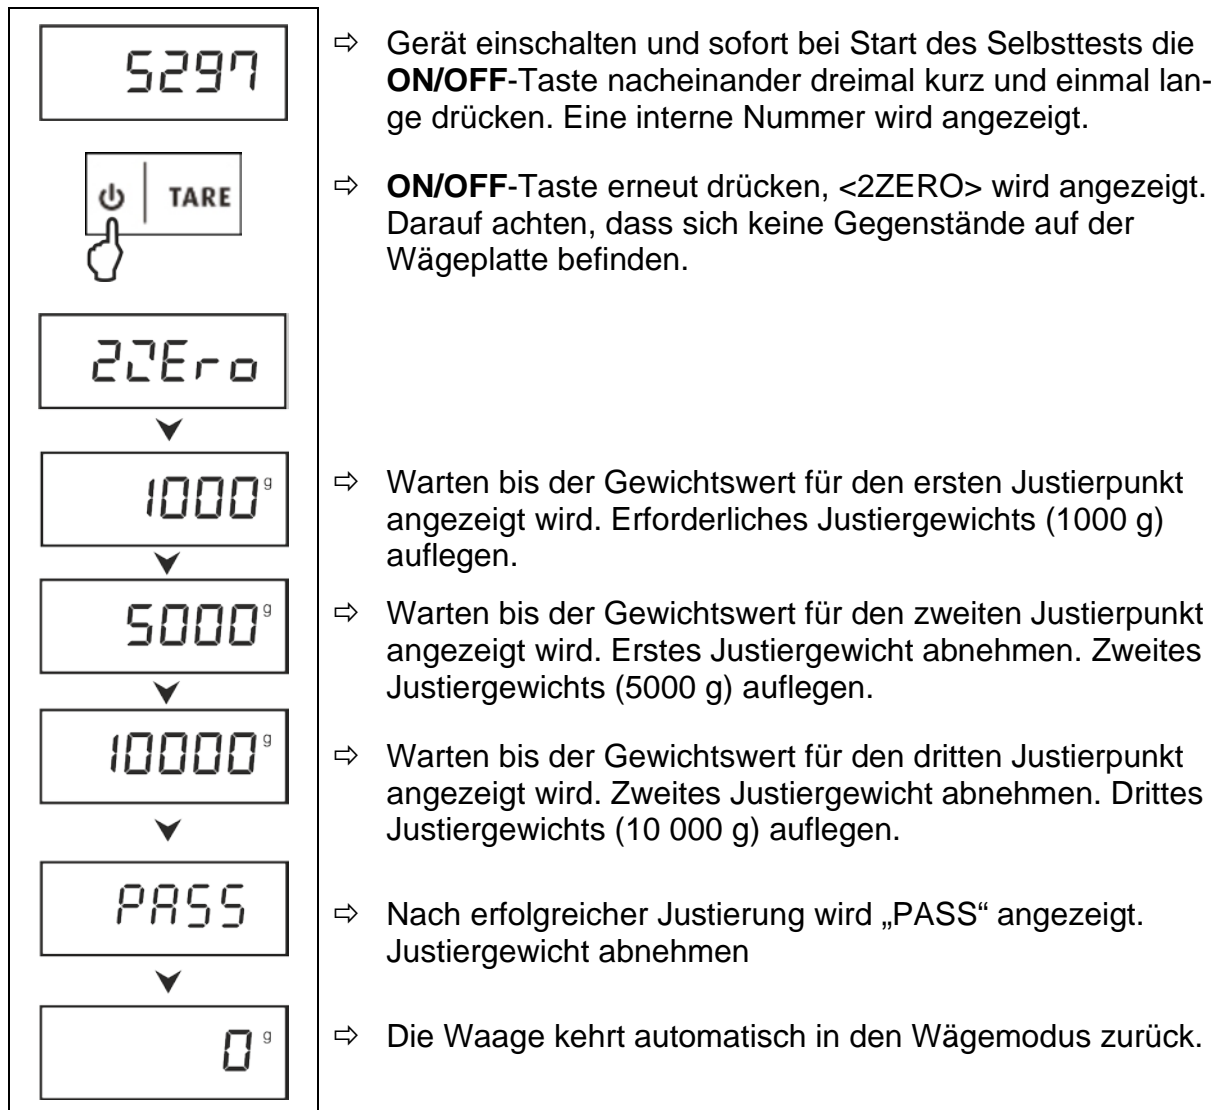 5297
⇨ Gerät einschalten und sofort bei Start des Selbsttests die
ON/OFF-Taste nacheinander dreimal kurz und einmal lan-
ge drücken. Eine interne Nummer wird angezeigt.
TARE
⇨ ON/OFF-Taste erneut drücken, <2ZERO> wird angezeigt.
Darauf achten, dass sich keine Gegenstände auf der
Wägeplatte befinden.
2ZEro
1000 g
⇨ Warten bis der Gewichtswert für den ersten Justierpunkt
angezeigt wird. Erforderliches Justiergewichts (1000 g)
auflegen.
5000 g
⇨ Warten bis der Gewichtswert für den zweiten Justierpunkt
angezeigt wird. Erstes Justiergewicht abnehmen. Zweites
Justiergewichts (5000 g) auflegen.
10000 g
⇨ Warten bis der Gewichtswert für den dritten Justierpunkt
angezeigt wird. Zweites Justiergewicht abnehmen. Drittes
Justiergewichts (10 000 g) auflegen.
PASS
⇨ Nach erfolgreicher Justierung wird „PASS“ angezeigt.
Justiergewicht abnehmen
0 g
⇨ Die Waage kehrt automatisch in den Wägemodus zurück.